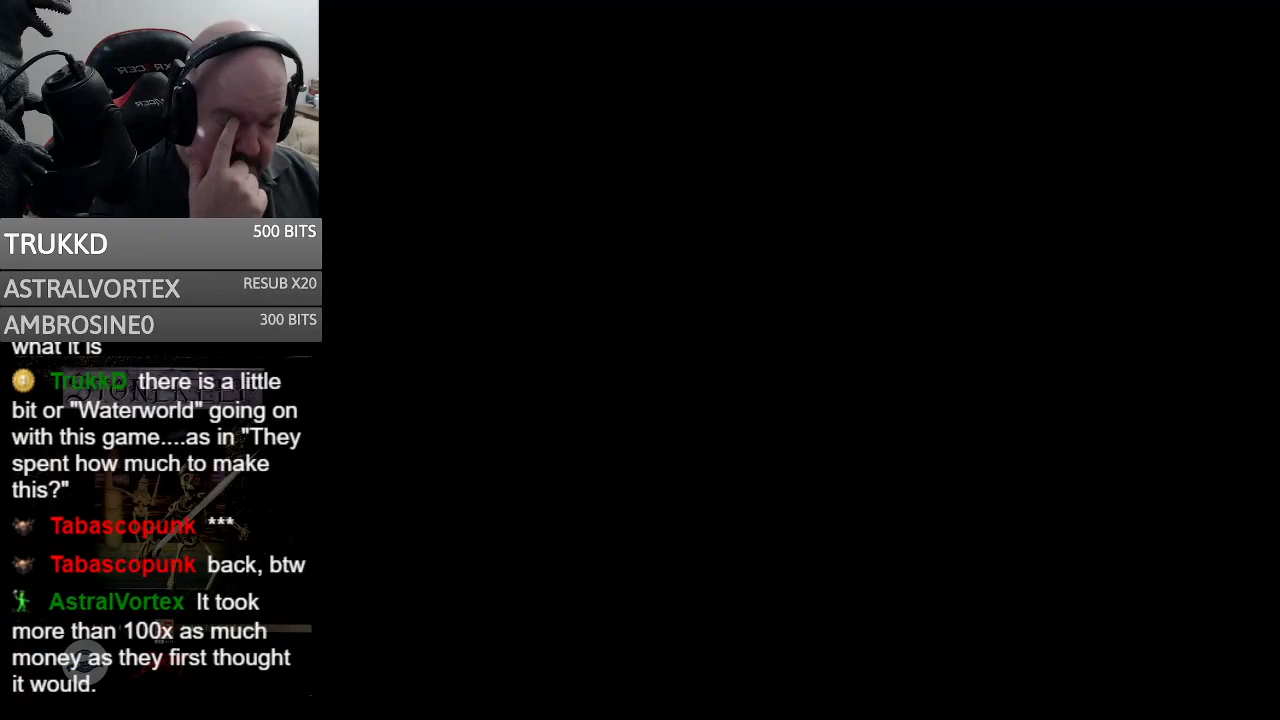 TRUKKD
500 BITS
ASTRALVORTEX
RESUB X20
AMBROSINE0
300 BITS
what it is
TrukkD there is a little
bit or "Waterworld" going on
with this game....as in "They
spent how much to make
this?"
Tabascopunk ***
Tabascopunk back, btw
AstralVortex It took
more than 100x as much
money as they first thought
it would.
STONEKEEP